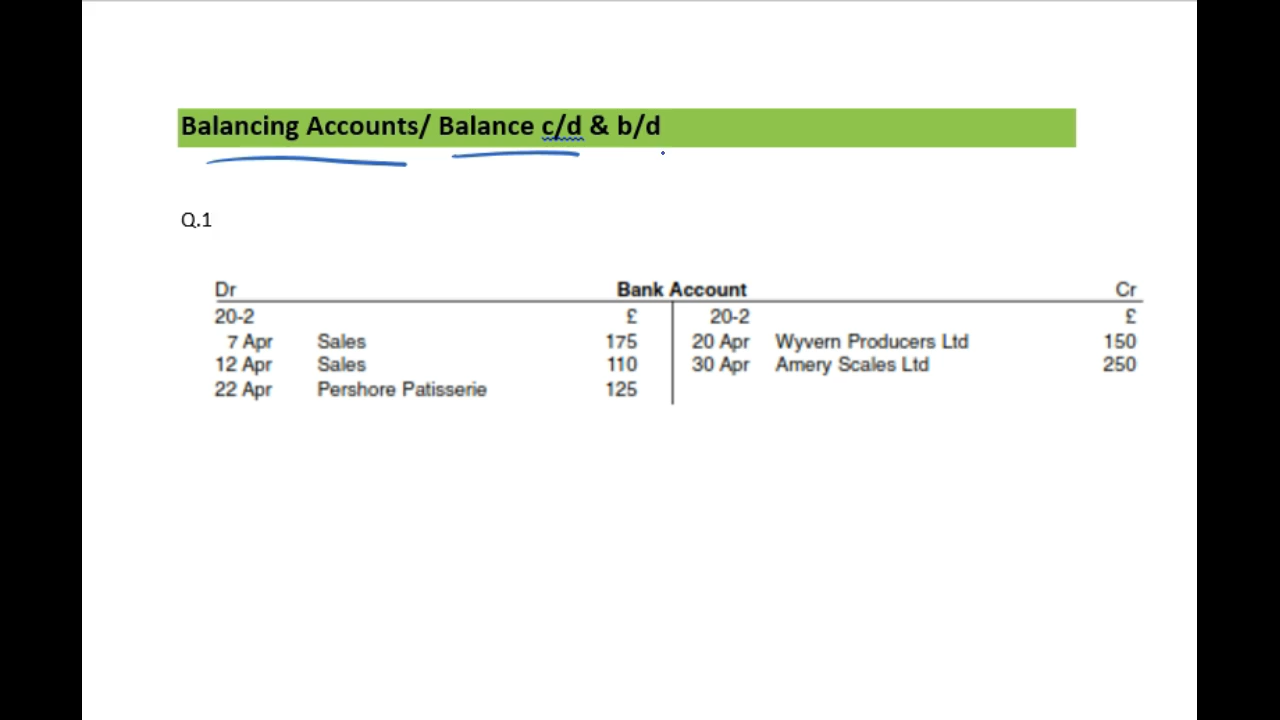 Balancing Accounts/ Balance c/d & b/d
Q.1
Dr Bank Account Cr
20-2 £ 20-2 £
7 Apr Sales 175 20 Apr Wyvern Producers Ltd 150
12 Apr Sales 110 30 Apr Amery Scales Ltd 250
22 Apr Pershore Patisserie 125